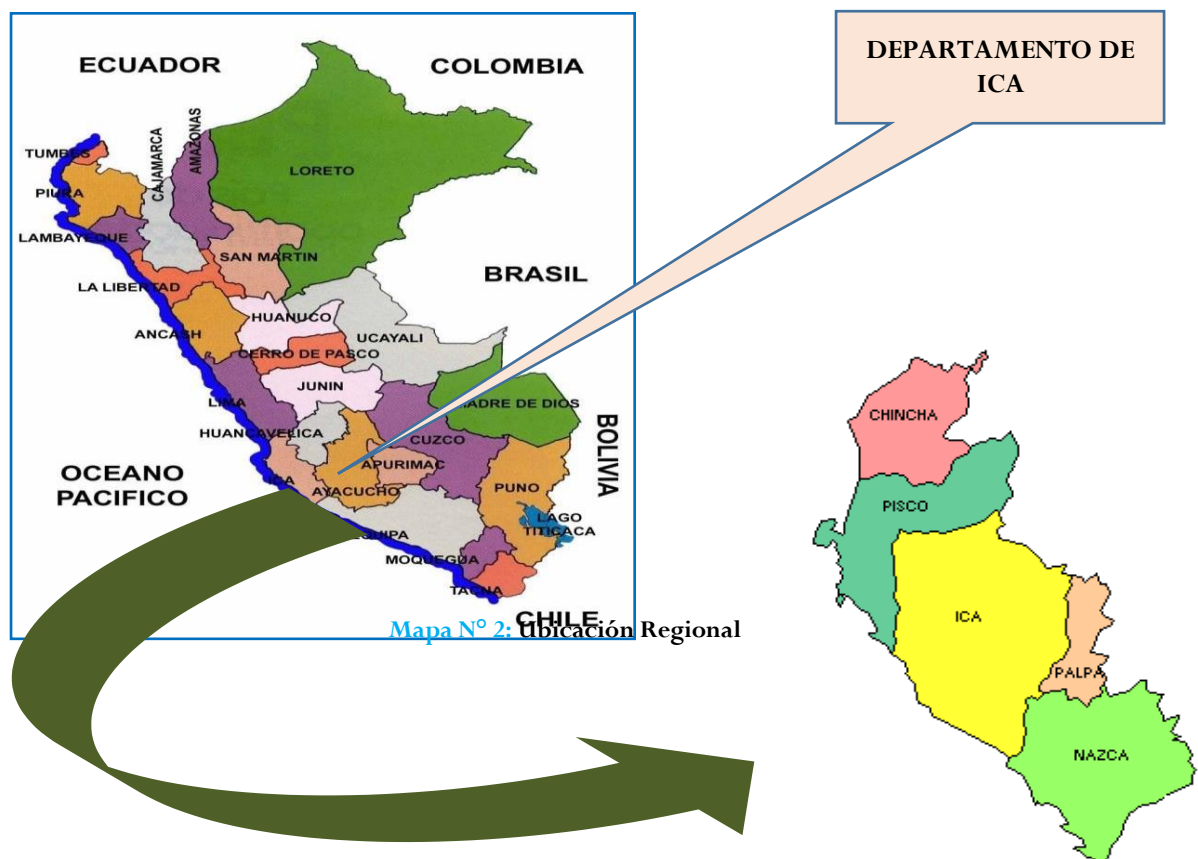 ECUADOR
COLOMBIA
DEPARTAMENTO DE
ICA
TUMBES
CAJAMARCA
AMAZONAS
LORETO
PIURA
LAMBAYEQUE
SAN MARTIN
BRASIL
LA LIBERTAD
HUANUCO
ANCASH
UCAYALI
CERRO DE PASCO
JUNIN
LIMA
MADRE DE DIOS
HUANCAVELICA
CUZCO
BOLIVIA
OCEANO
PACIFICO
APURIMAC
ICA
AYACUCHO
PUNO
LAGO
TITICACA
QUIPA
MOQUEGUA
TACNA
CHILE
Mapa N° 2: Ubicación Regional
CHINCHA
PISCO
ICA
PALPA
NAZCA